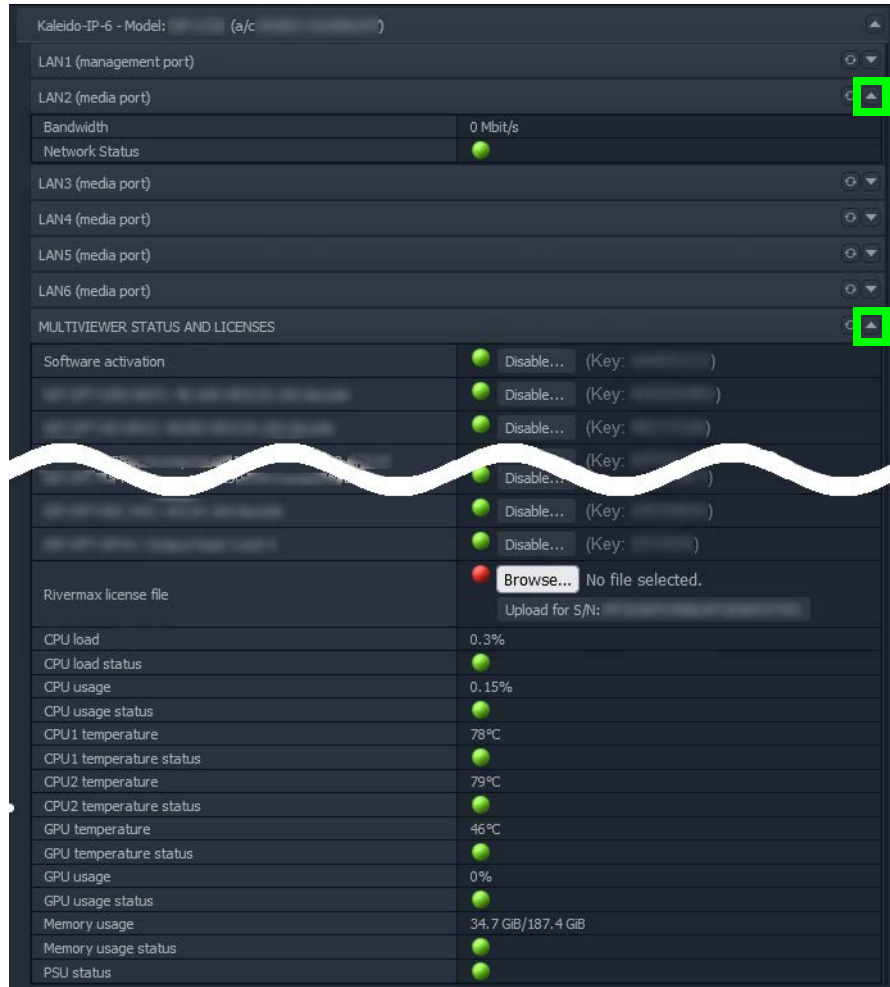 Kaleido-IP-6 - Model: (a/c )
LAN1 (management port)
LAN2 (media port)
Bandwidth 0 Mbit/s
Network Status
LAN3 (media port)
LAN4 (media port)
LAN5 (media port)
LAN6 (media port)
MULTIVIEWER STATUS AND LICENSES
Software activation Disable... (Key: )
Disable... (Key: )
Disable... (Key: )
(Key:
Disable... )
Disable... (Key: )
Disable... (Key: )
Rivermax license file Browse... No file selected.
Upload for S/N:
CPU load 0.3%
CPU load status
CPU usage 0.15%
CPU usage status
CPU1 temperature 78°C
CPU1 temperature status
CPU2 temperature 79°C
CPU2 temperature status
GPU temperature 46°C
GPU temperature status
GPU usage 0%
GPU usage status
Memory usage 34.7 GiB/187.4 GiB
Memory usage status
PSU status